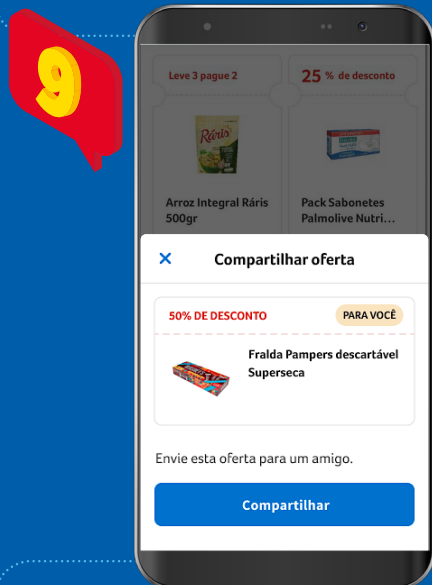 9
Leve 3 pague 2
25 % de desconto
Ráris
Arroz Integral Ráris
500gr
Pack Sabonetes
Palmolive Nutri...
Compartilhar oferta
50% DE DESCONTO
PARA VOCÊ
Fralda Pampers descartável
Superseca
Envie esta oferta para um amigo.
Compartilhar